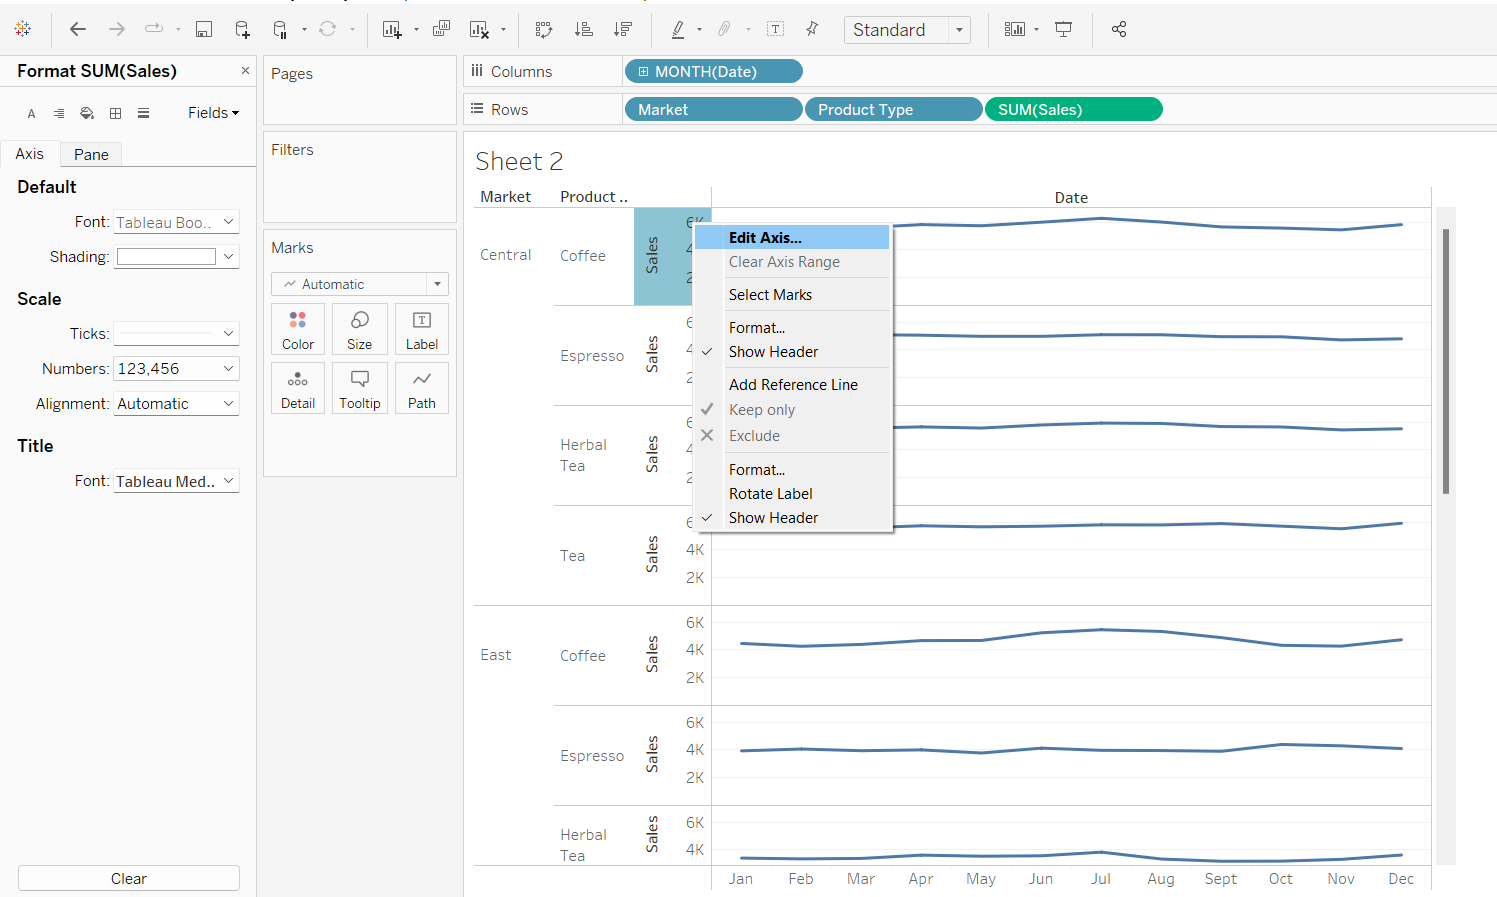 Standard
Format SUM(Sales)
Fields
Axis
Pane
Default
Font: Tableau Boo..
Shading:
Scale
Ticks:
Numbers: 123,456
Alignment: Automatic
Title
Font: Tableau Med..
Clear
Pages
Filters
Marks
Automatic
Color
Size
Label
Detail
Tooltip
Path
Columns
MONTH(Date)
Rows
Market
Product Type
SUM(Sales)
Sheet 2
Market
Product ..
Date
Central
Coffee
Sales
6K
4
2
Edit Axis...
Clear Axis Range
Select Marks
Format...
Show Header
Add Reference Line
Keep only
Exclude
Format...
Rotate Label
Show Header
Espresso
Sales
6
4
2
Herbal
Tea
Sales
6
4
2
Tea
Sales
6
4K
2K
East
Coffee
Sales
6K
4K
2K
Espresso
Sales
6K
4K
2K
Herbal
Tea
Sales
6K
4K
Jan Feb Mar Apr May Jun Jul Aug Sept Oct Nov Dec